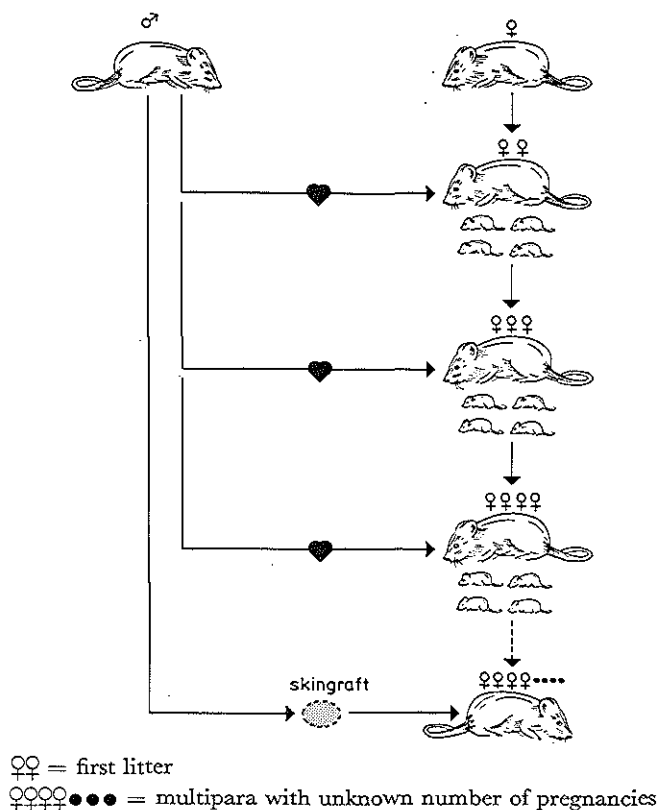 ♂ ♀
♀♀
♀♀♀
♀♀♀♀
♀♀♀♀••••
skingraft
♀♀ = first litter
♀♀♀♀●●● = multipara with unknown number of pregnancies